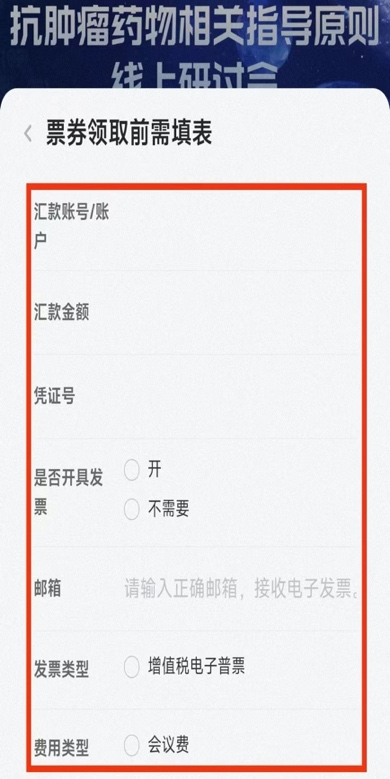 抗肿瘤药物相关指导原则
线上研讨会
票券领取前需填表
汇款账号/账
户
汇款金额
凭证号
是否开具发
票
开
不需要
邮箱
请输入正确邮箱，接收电子发票。
发票类型
增值税电子普票
费用类型
会议费